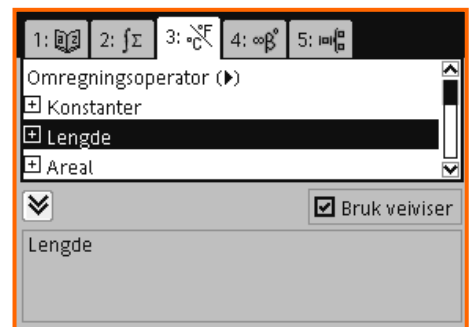 1: 2: ∫Σ 3: °C°F 4: ∞β° 5:
Omregningsoperator (▶)
Konstanter
Lengde
Areal
Bruk veiviser
Lengde